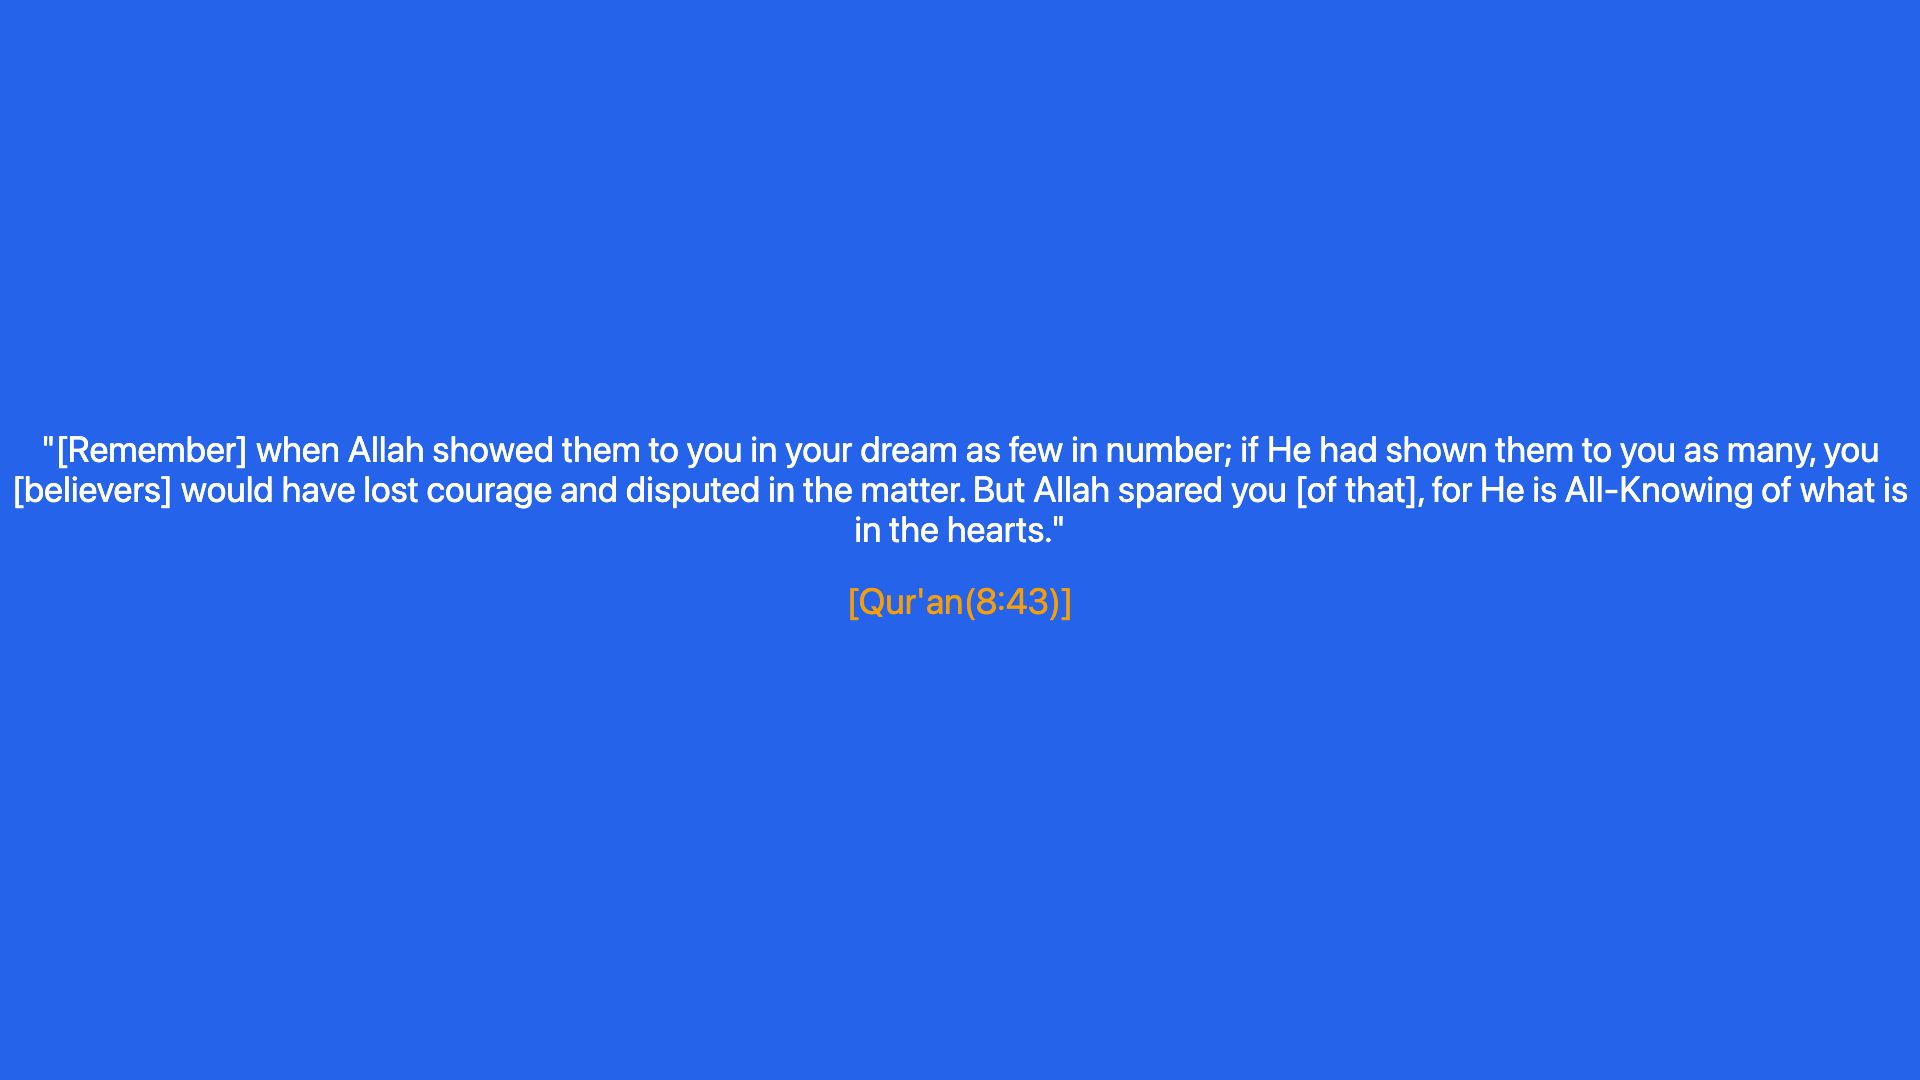 "[Remember] when Allah showed them to you in your dream as few in number; if He had shown them to you as many, you
[believers] would have lost courage and disputed in the matter. But Allah spared you [of that], for He is All-Knowing of what is
in the hearts."
[Qur'an(8:43)]